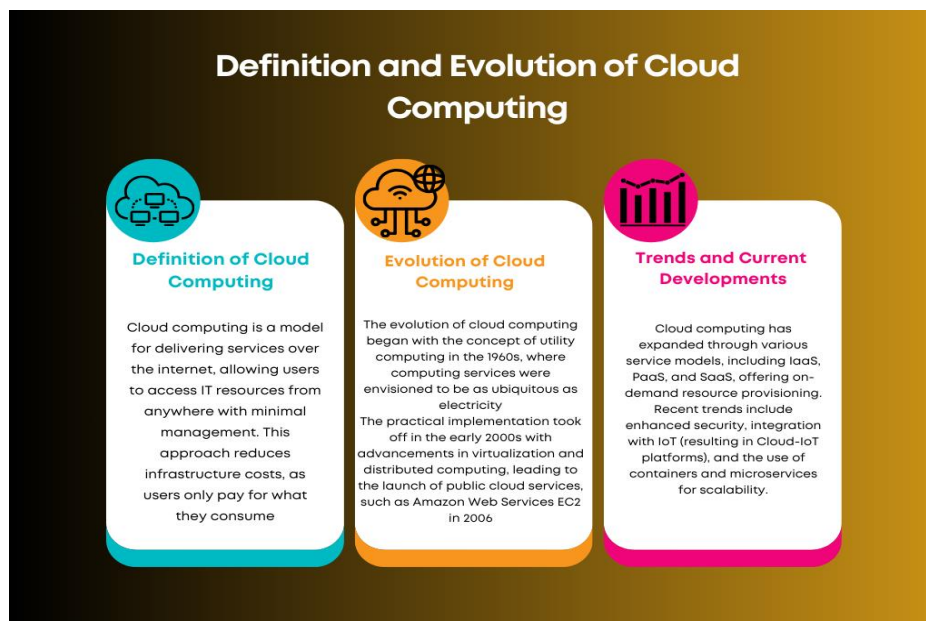 Definition and Evolution of Cloud
Computing
Definition of Cloud
Computing
Cloud computing is a model
for delivering services over
the internet, allowing users
to access IT resources from
anywhere with minimal
management. This
approach reduces
infrastructure costs, as
users only pay for what
they consume
Evolution of Cloud
Computing
The evolution of cloud computing
began with the concept of utility
computing in the 1960s, where
computing services were
envisioned to be as ubiquitous as
electricity
The practical implementation took
off in the early 2000s with
advancements in virtualization and
distributed computing, leading to
the launch of public cloud services,
such as Amazon Web Services EC2
in 2006
Trends and Current
Developments
Cloud computing has
expanded through various
service models, including IaaS,
PaaS, and SaaS, offering on-
demand resource provisioning.
Recent trends include
enhanced security, integration
with IoT (resulting in Cloud-IoT
platforms), and the use of
containers and microservices
for scalability.